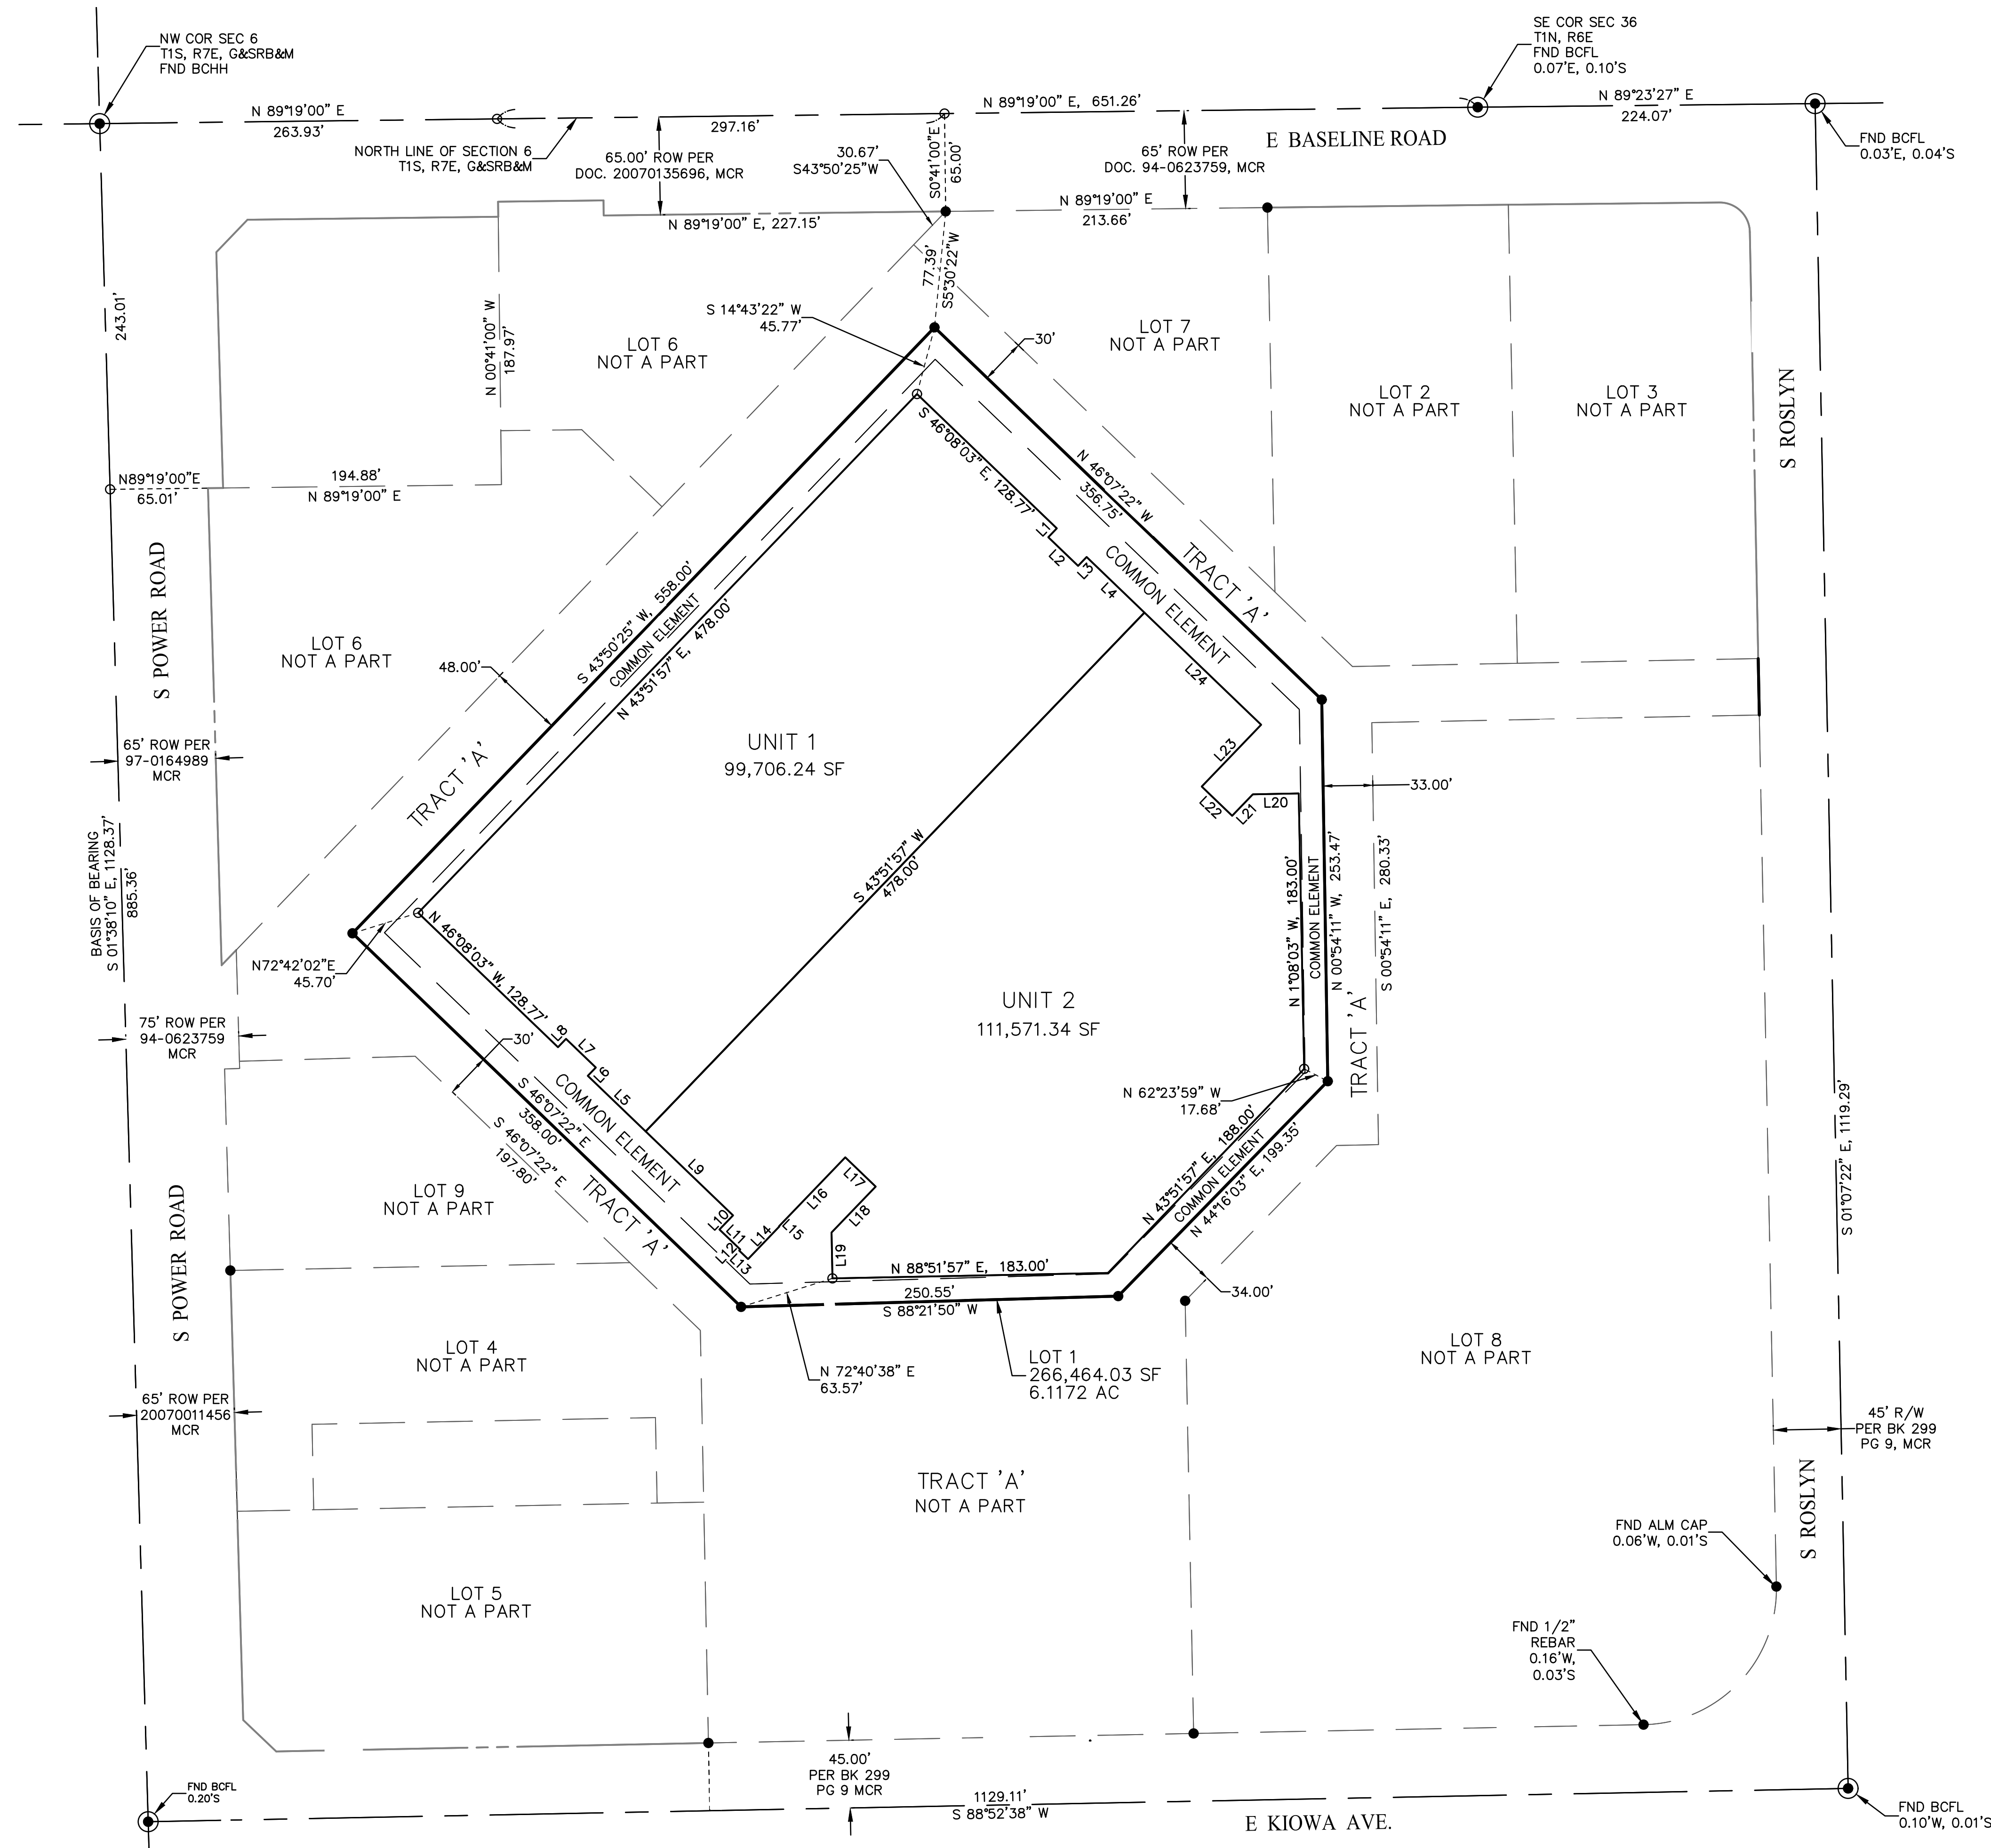 NW COR SEC 6
T1S, R7E, G&SRB&M
FND BCHH
SE COR SEC 36
T1N, R6E
FND BCFL
0.07'E, 0.10'S
N 89°19'00" E
263.93'
297.16'
N 89°19'00" E, 651.26'
N 89°23'27" E
224.07'
FND BCFL
0.03'E, 0.04'S
E BASELINE ROAD
NORTH LINE OF SECTION 6
T1S, R7E, G&SRB&M
65.00' ROW PER
DOC. 20070135696, MCR
30.67'
S43°50'25"W
S0°41'00"E
65.00'
65' ROW PER
DOC. 94-0623759, MCR
N 89°19'00" E, 227.15'
N 89°19'00" E
213.66'
77.39'
S5°30'22"W
243.01'
N 00°41'00" W
187.97'
LOT 6
NOT A PART
S 14°43'22" W
45.77'
30'
LOT 7
NOT A PART
LOT 2
NOT A PART
LOT 3
NOT A PART
S ROSLYN
N89°19'00"E
65.01'
194.88'
N 89°19'00" E
S 46°08'03" E, 128.77'
N 46°07'22" W
356.75'
TRACT 'A'
COMMON ELEMENT
L1
L2
L3
L4
S POWER ROAD
LOT 6
NOT A PART
48.00'
S 43°50'25" W, 558.00'
COMMON ELEMENT
N 43°51'57" E, 478.00'
L24
L23
L22
L21
L20
UNIT 1
99,706.24 SF
65' ROW PER
97-0164989
MCR
TRACT 'A'
33.00'
BASIS OF BEARING
S 01°38'10" E, 1128.37'
885.36'
S 43°51'57" W
478.00'
N 1°08'03" W, 183.00'
COMMON ELEMENT
N 00°54'11" W, 253.47'
S 00°54'11" E, 280.33'
N72°42'02"E
45.70'
N 46°08'03" W, 128.77'
UNIT 2
111,571.34 SF
TRACT 'A'
75' ROW PER
94-0623759
MCR
30'
L8
L7
L6
L5
COMMON ELEMENT
S 46°07'22" E
358.00'
S 46°07'22" E
197.80'
N 62°23'59" W
17.68'
N 43°51'57" E, 188.00'
COMMON ELEMENT
N 44°16'03" E, 199.35'
S 01°07'22" E, 1119.29'
L9
L10
L11
L12
L13
L14
L15
L16
L17
L18
L19
TRACT 'A'
LOT 9
NOT A PART
S POWER ROAD
N 88°51'57" E, 183.00'
250.55'
S 88°21'50" W
34.00'
LOT 4
NOT A PART
N 72°40'38" E
63.57'
LOT 1
266,464.03 SF
6.1172 AC
LOT 8
NOT A PART
65' ROW PER
20070011456
MCR
45' R/W
PER BK 299
PG 9, MCR
TRACT 'A'
NOT A PART
FND ALM CAP
0.06'W, 0.01'S
S ROSLYN
LOT 5
NOT A PART
FND 1/2"
REBAR
0.16'W,
0.03'S
45.00'
PER BK 299
PG 9 MCR
FND BCFL
0.20'S
1129.11'
S 88°52'38" W
E KIOWA AVE.
FND BCFL
0.10'W, 0.01'S